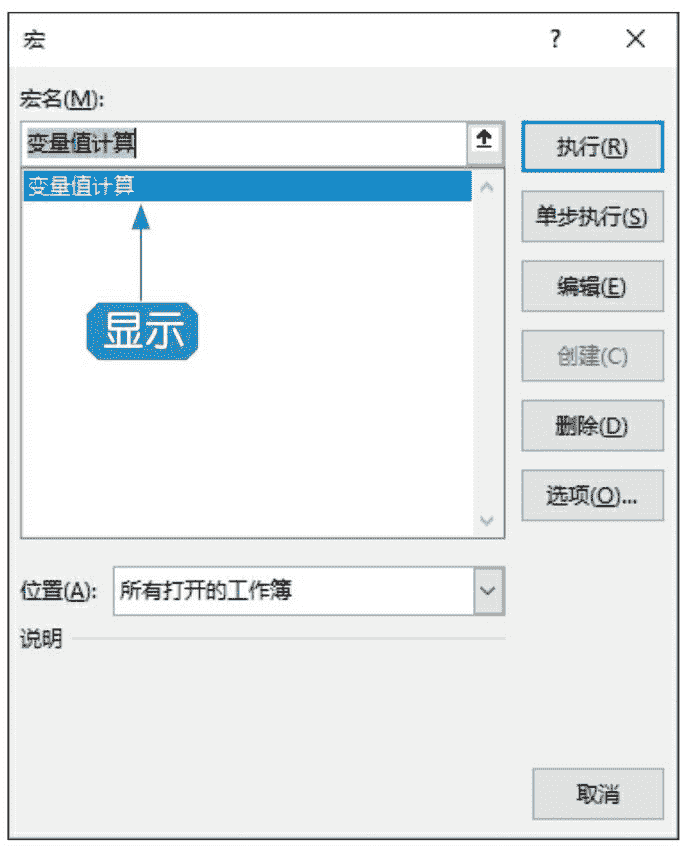 宏
?
宏名(M):
变量值计算
执行(R)
变量值计算
单步执行(S)
显示
编辑(E)
创建(C)
删除(D)
选项(O)...
位置(A): 所有打开的工作簿
说明
取消